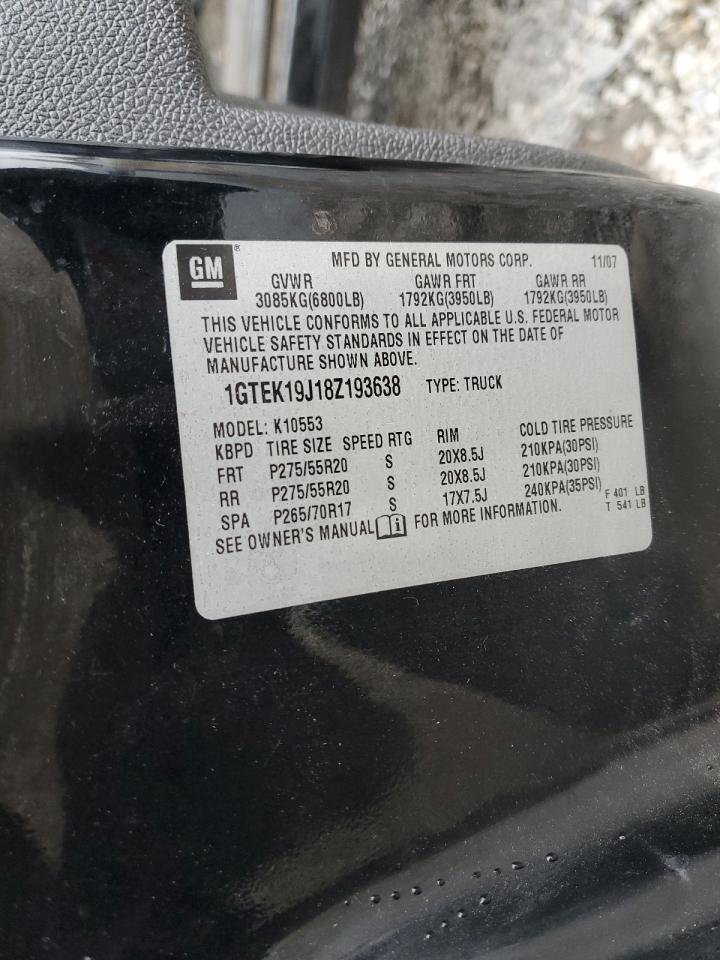 GM® MFD BY GENERAL MOTORS CORP. 11/07
GVWR GAWR FRT GAWR RR
3085KG(6800LB) 1792KG(3950LB) 1792KG(3950LB)
THIS VEHICLE CONFORMS TO ALL APPLICABLE U.S. FEDERAL MOTOR
VEHICLE SAFETY STANDARDS IN EFFECT ON THE DATE OF
MANUFACTURE SHOWN ABOVE.
1GTEK19J18Z193638 TYPE: TRUCK
MODEL: K10553
KBPD TIRE SIZE SPEED RTG RIM COLD TIRE PRESSURE
FRT P275/55R20 S 20X8.5J 210KPA(30PSI)
RR P275/55R20 S 20X8.5J 210KPA(30PSI)
SPA P265/70R17 S 17X7.5J 240KPA(35PSI) F 401 LB
T 541 LB
SEE OWNER'S MANUAL i FOR MORE INFORMATION.